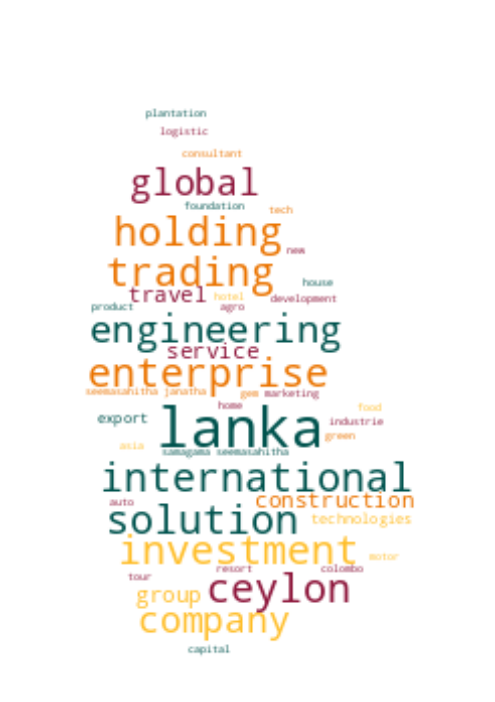 plantation
logistic
consultant
global
foundation tech
holding
new
trading
house
travel hotel development
product agro
engineering
service
enterprise
seemasahitha janatha gem marketing
home food
export lanka industrie
green
asia samagama seemasahitha
international
auto construction
solution technologies
investment motor
resort colombo
tour
group ceylon
company
capital